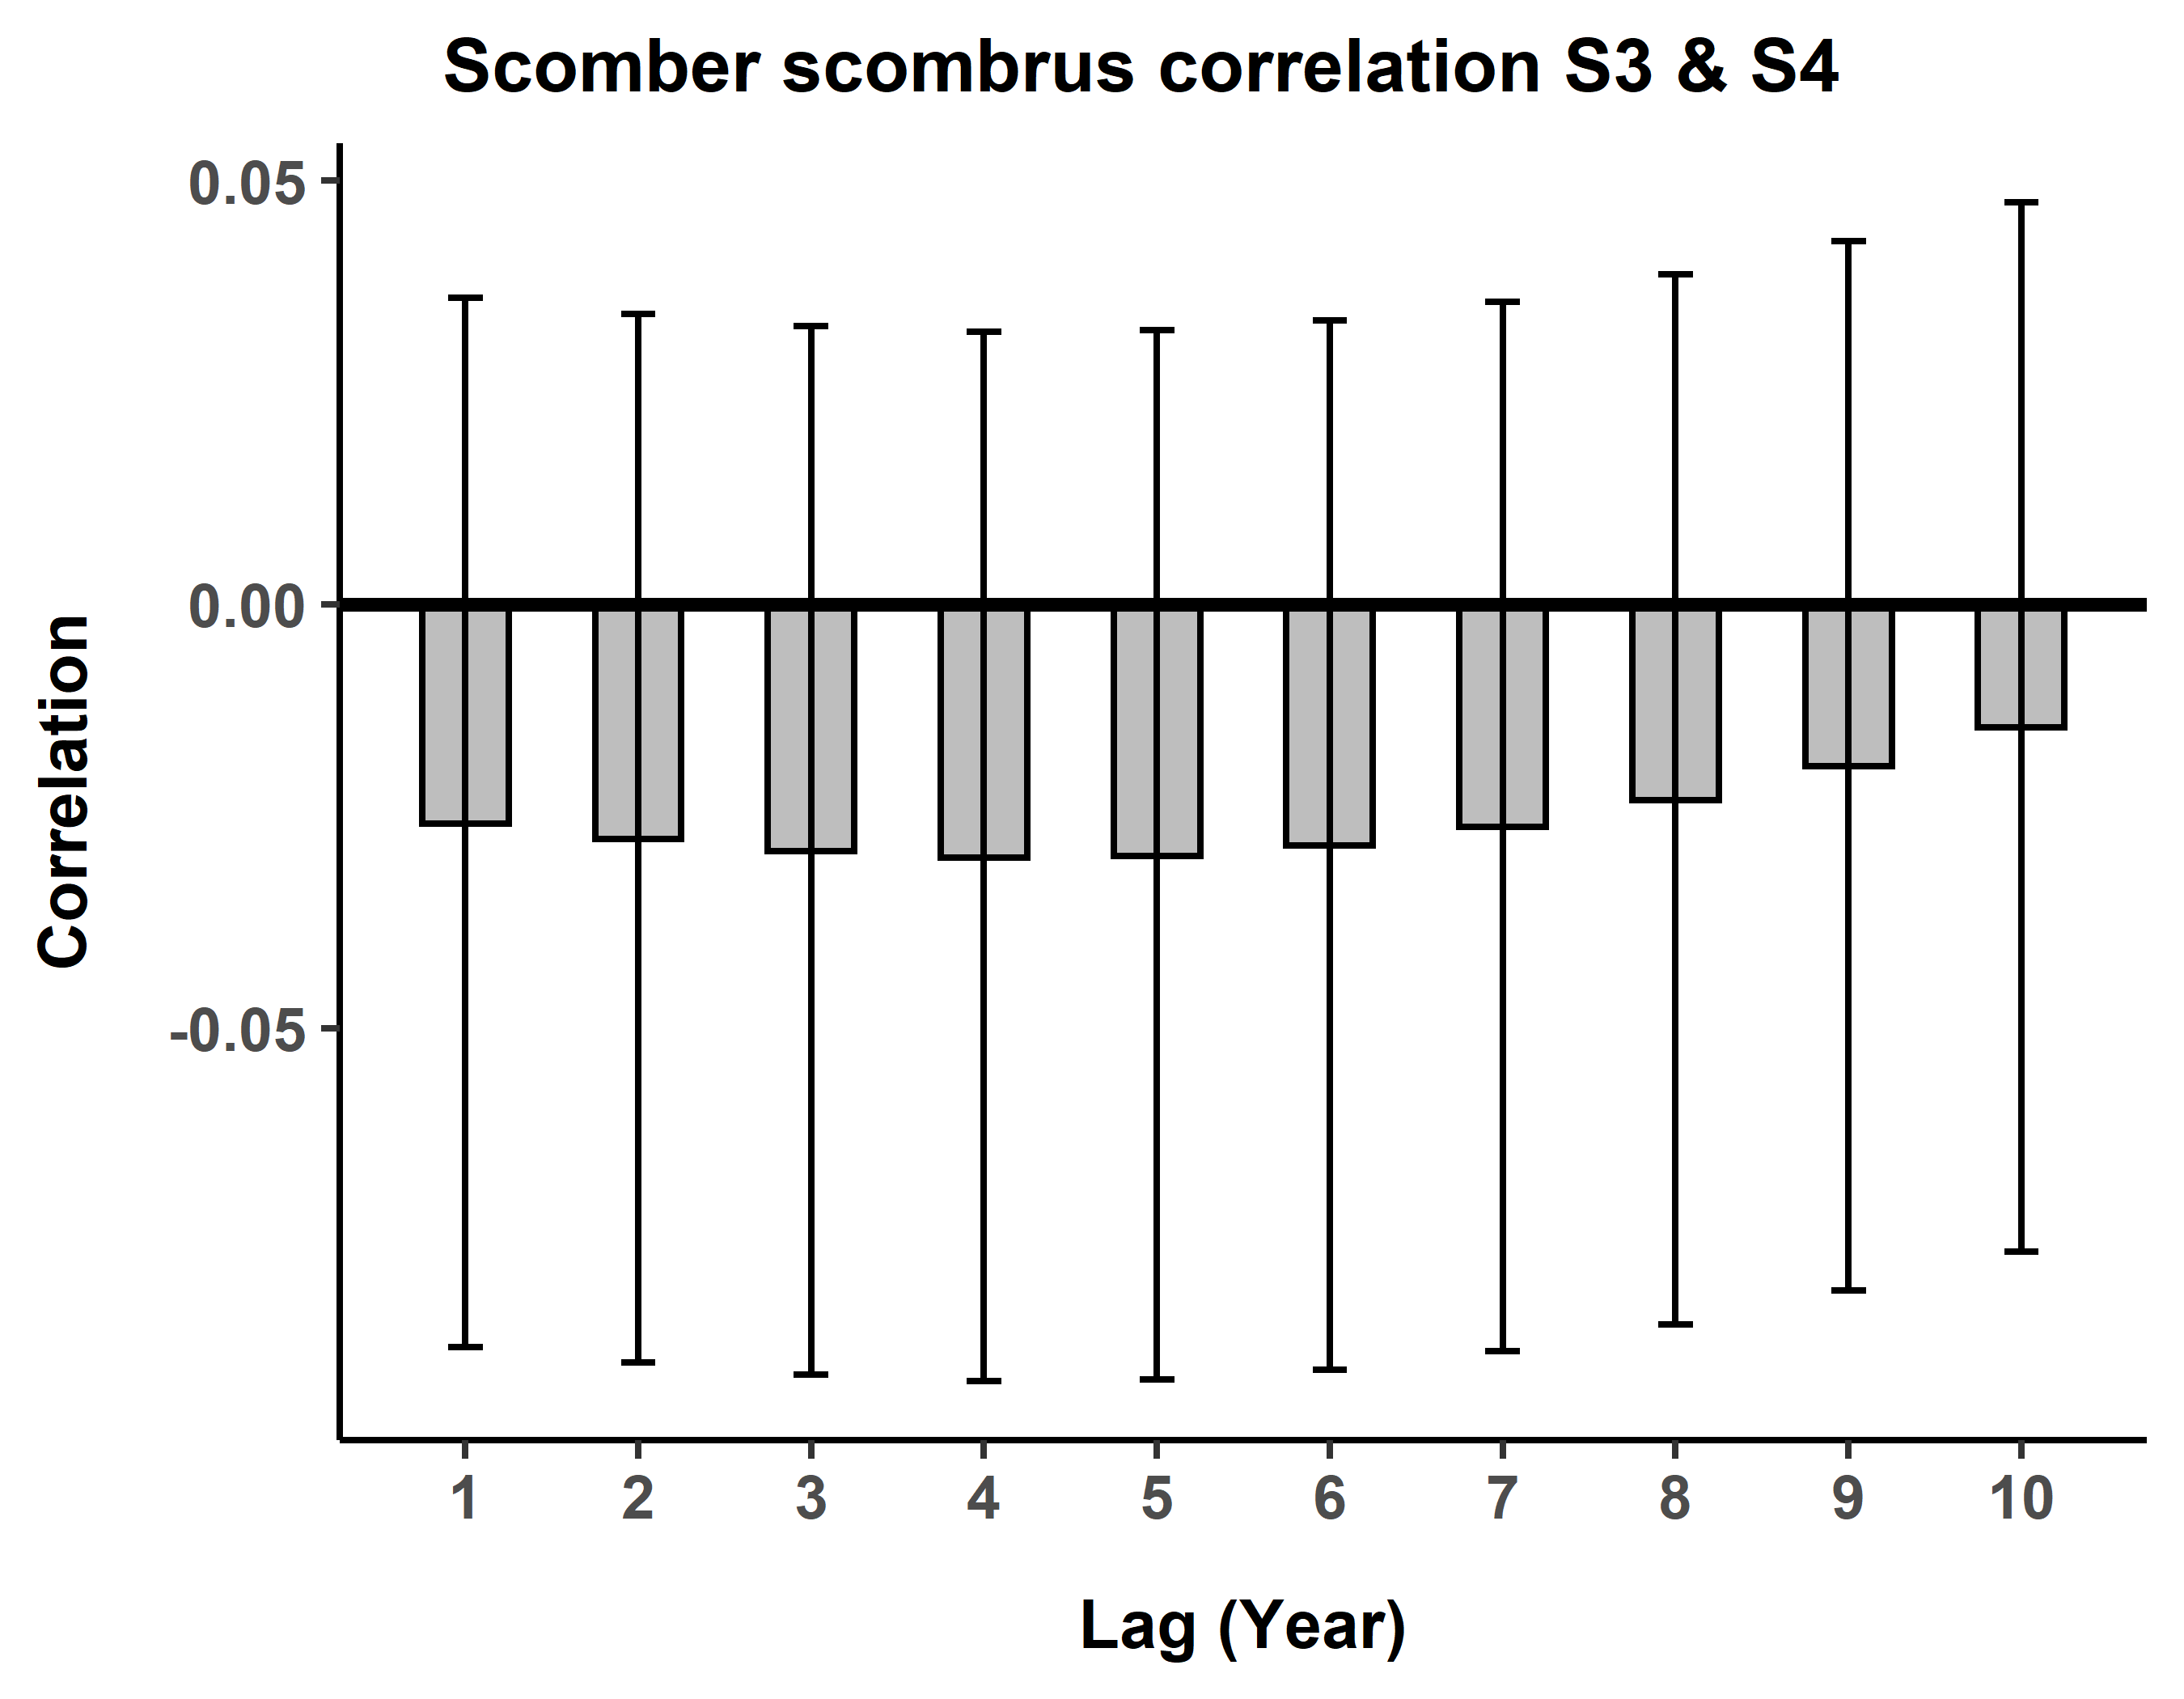 Scomber scombrus correlation S3 & S4
0.05
0.00
-0.05
Correlation
1 2 3 4 5 6 7 8 9 10
Lag (Year)